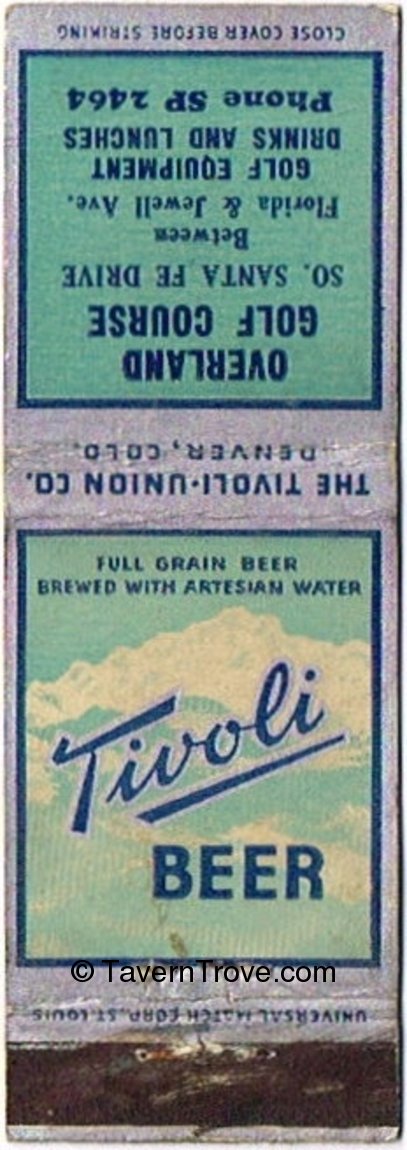 CLOSE COVER BEFORE STRIKING
OVERLAND
GOLF COURSE
SO. SANTA FE DRIVE
Between
Florida & Jewell Ave.
GOLF EQUIPMENT
DRINKS AND LUNCHES
Phone SP 2464
THE TIVOLI-UNION CO.
DENVER, COLO.
FULL GRAIN BEER
BREWED WITH ARTESIAN WATER
Tivoli
BEER
© TavernTrove.com
UNIVERSAL MATCH CORP. ST. LOUIS